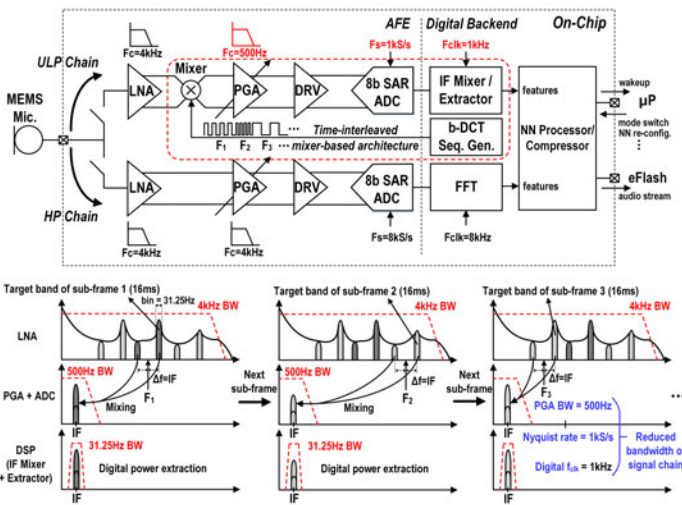 AFE
Digital Backend
On-Chip
ULP Chain
Fc=4kHz
Fc=500Hz
Fs=1kS/s
Fclk=1kHz
Mixer
LNA
PGA
DRV
8b SAR
ADC
IF Mixer /
Extractor
features
wakeup
µP
MEMS
Mic.
F1 F2 F3 ...
Time-interleaved
... mixer-based architecture
b-DCT
Seq. Gen.
NN Processor/
Compressor
mode switch
NN re-config.
LNA
PGA
DRV
8b SAR
ADC
FFT
features
eFlash
audio stream
HP Chain
Fc=4kHz
Fc=4kHz
Fs=8kS/s
Fclk=8kHz
Target band of sub-frame 1 (16ms)
bin = 31.25Hz
4kHz BW
LNA
Δf=IF
F1
500Hz BW
PGA + ADC
Mixing
IF
31.25Hz BW
DSP
(IF Mixer
+ Extractor)
Digital power extraction
IF
Next
sub-frame
Target band of sub-frame 2 (16ms)
4kHz BW
Δf=IF
F2
500Hz BW
Mixing
IF
31.25Hz BW
Digital power extraction
IF
Next
sub-frame
Target band of sub-frame 3 (16ms)
4kHz BW
Δf=IF
F3
IF
PGA BW = 500Hz
Nyquist rate = 1kS/s
Digital fclk = 1kHz
Reduced
bandwidth o
signal chain
...
IF